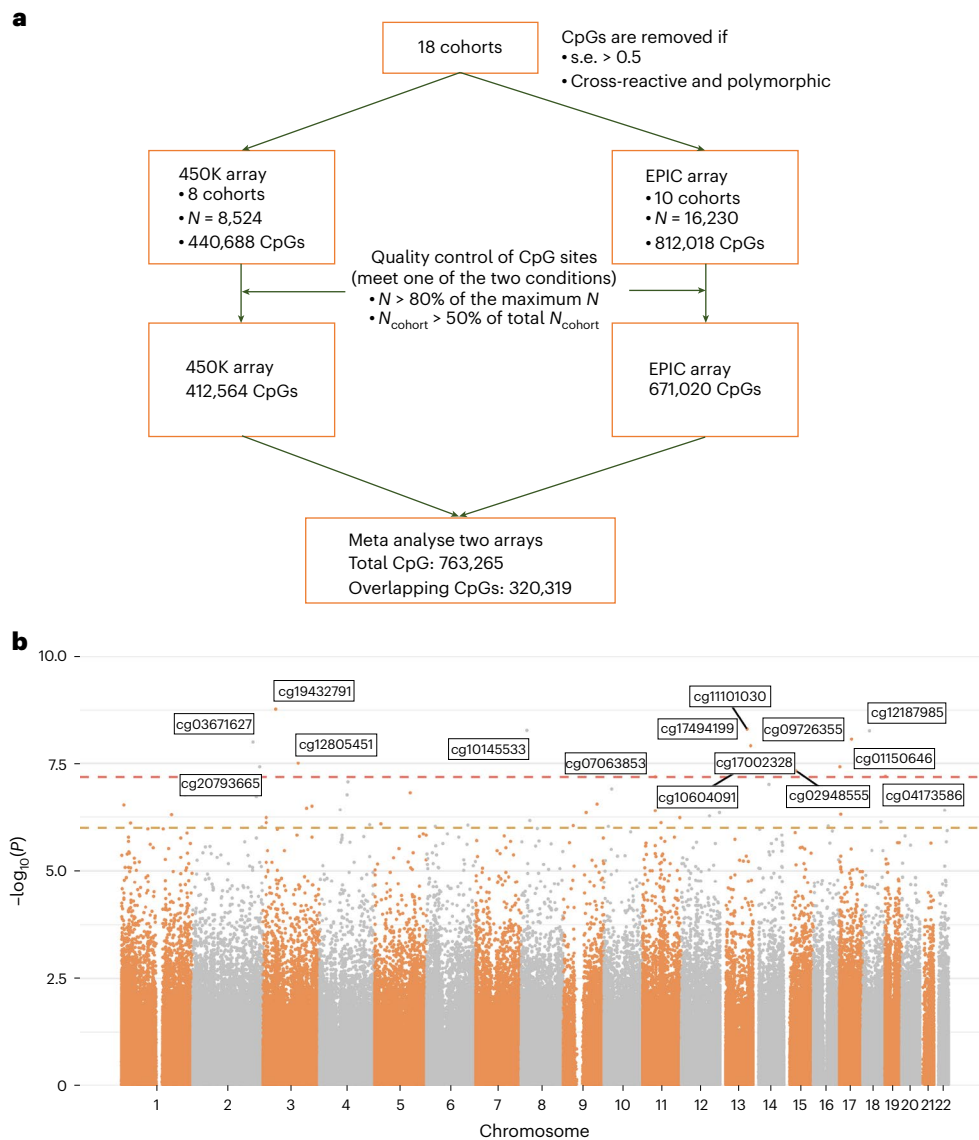 a
18 cohorts
CpGs are removed if
• s.e. > 0.5
• Cross-reactive and polymorphic
450K array
• 8 cohorts
• N = 8,524
• 440,688 CpGs
EPIC array
• 10 cohorts
• N = 16,230
• 812,018 CpGs
Quality control of CpG sites
(meet one of the two conditions)
• N > 80% of the maximum N
• Ncohort > 50% of total Ncohort
450K array
412,564 CpGs
EPIC array
671,020 CpGs
Meta analyse two arrays
Total CpG: 763,265
Overlapping CpGs: 320,319
b
10.0
7.5
5.0
2.5
0
–log10(P)
cg19432791
cg03671627
cg12805451
cg20793665
cg10145533
cg07063853
cg11101030
cg17494199
cg09726355
cg12187985
cg17002328
cg01150646
cg10604091
cg02948555
cg04173586
1 2 3 4 5 6 7 8 9 10 11 12 13 14 15 16 17 18 19 20 21 22
Chromosome